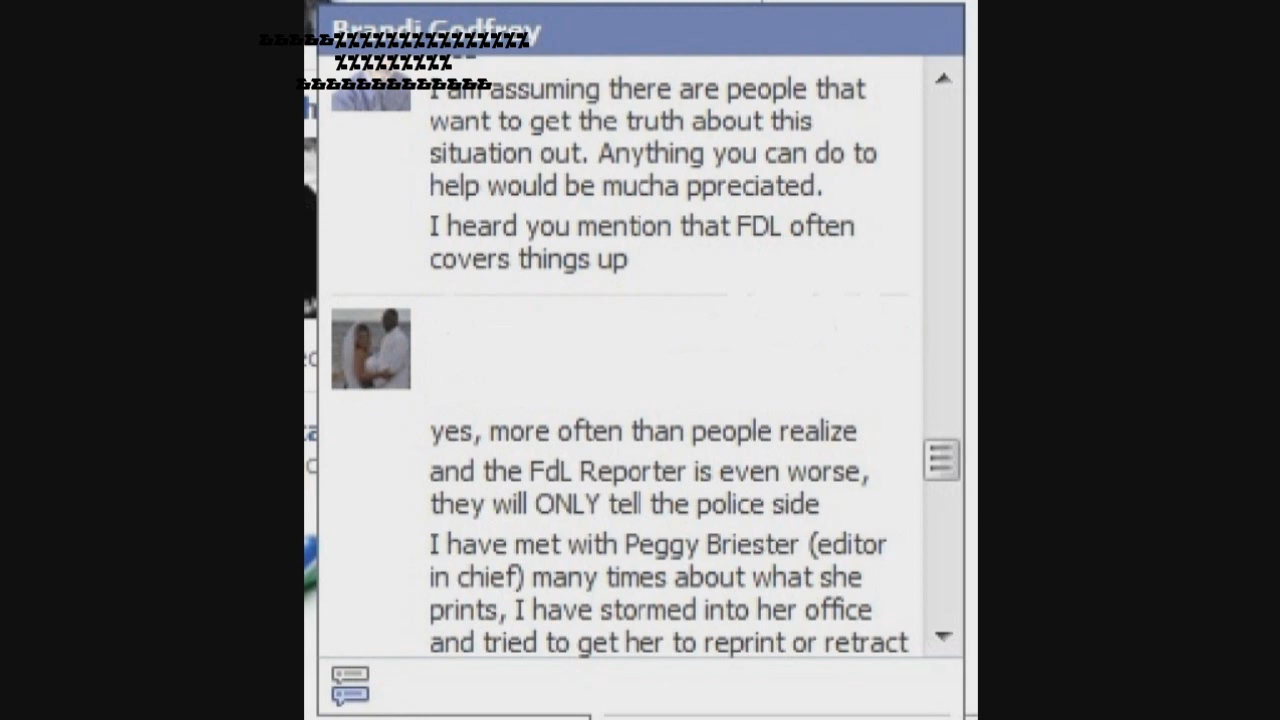 Brandi Godfrey
I am assuming there are people that
want to get the truth about this
situation out. Anything you can do to
help would be mucha ppreciated.
I heard you mention that FDL often
covers things up
yes, more often than people realize
and the FdL Reporter is even worse,
they will ONLY tell the police side
I have met with Peggy Briester (editor
in chief) many times about what she
prints, I have stormed into her office
and tried to get her to reprint or retract